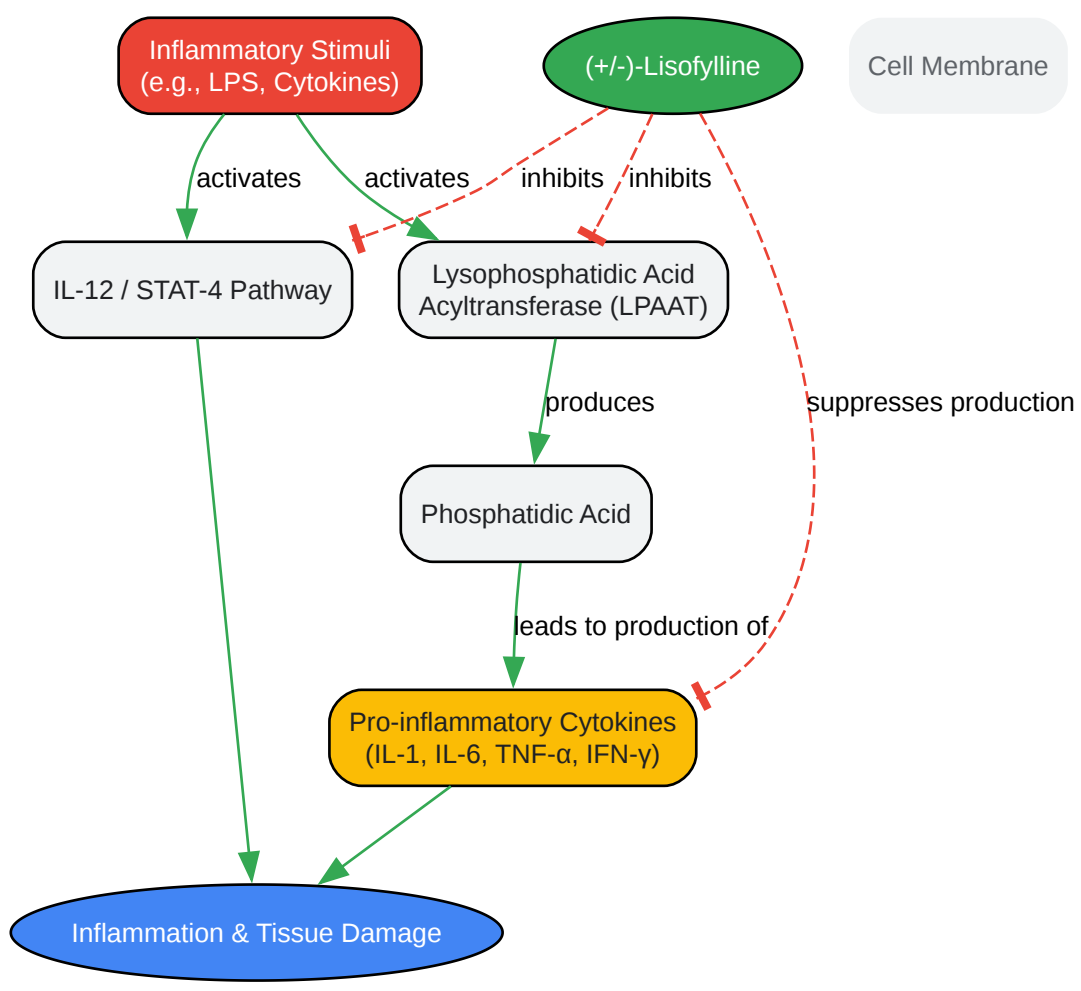 Inflammatory Stimuli
(e.g., LPS, Cytokines)
(+/-)-Lisofylline
Cell Membrane
activates
activates
inhibits
inhibits
IL-12 / STAT-4 Pathway
Lysophosphatidic Acid
Acyltransferase (LPAAT)
produces
suppresses production
Phosphatidic Acid
leads to production of
Pro-inflammatory Cytokines
(IL-1, IL-6, TNF-α, IFN-γ)
Inflammation & Tissue Damage